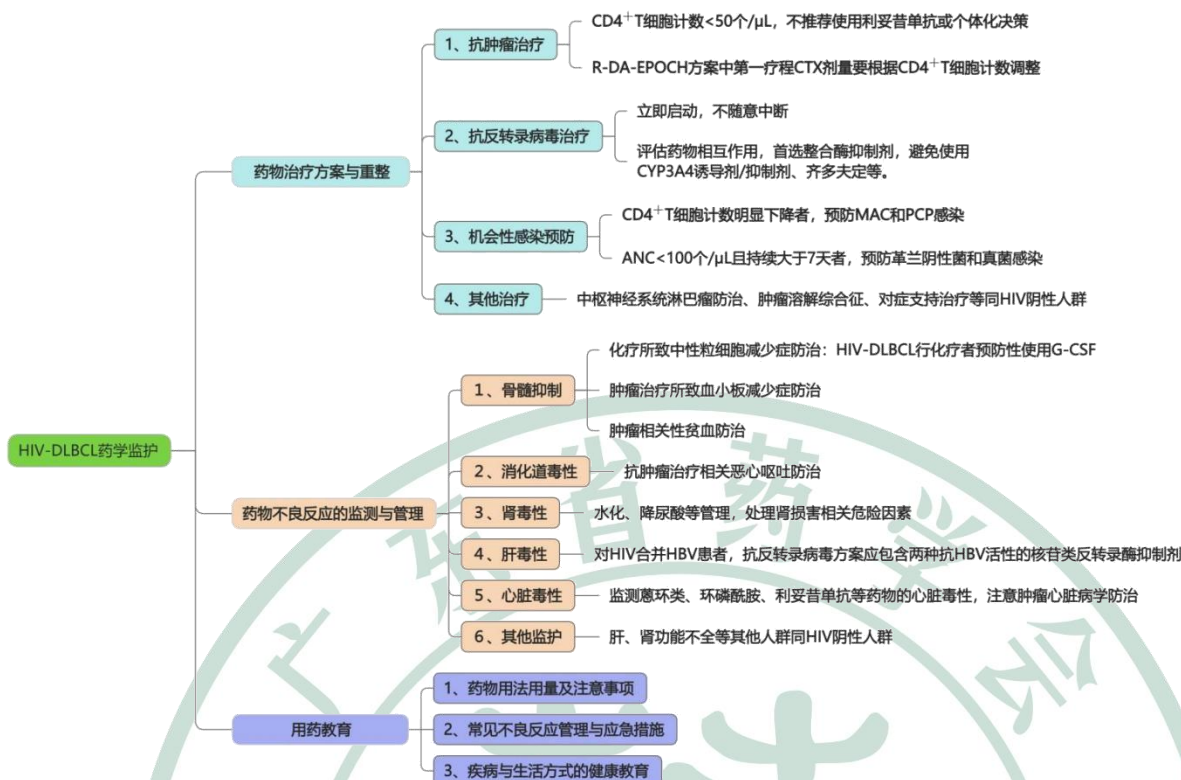 HIV-DLBCL药学监护
药物治疗方案与重整
1、抗肿瘤治疗
CD4+T细胞计数<50个/μL，不推荐使用利妥昔单抗或个体化决策
R-DA-EPOCH方案中第一疗程CTX剂量要根据CD4+T细胞计数调整
2、抗反转录病毒治疗
立即启动，不随意中断
评估药物相互作用，首选整合酶抑制剂，避免使用
CYP3A4诱导剂/抑制剂、齐多夫定等。
3、机会性感染预防
CD4+T细胞计数明显下降者，预防MAC和PCP感染
ANC<100个/μL且持续大于7天者，预防革兰阴性菌和真菌感染
4、其他治疗
中枢神经系统淋巴瘤防治、肿瘤溶解综合征、对症支持治疗等同HIV阴性人群
药物不良反应的监测与管理
1、骨髓抑制
化疗所致中性粒细胞减少症防治：HIV-DLBCL行化疗者预防性使用G-CSF
肿瘤治疗所致血小板减少症防治
肿瘤相关性贫血防治
2、消化道毒性
抗肿瘤治疗相关恶心呕吐防治
3、肾毒性
水化、降尿酸等管理，处理肾损害相关危险因素
4、肝毒性
对HIV合并HBV患者，抗反转录病毒方案应包含两种抗HBV活性的核苷类反转录酶抑制剂
5、心脏毒性
监测蒽环类、环磷酰胺、利妥昔单抗等药物的心脏毒性，注意肿瘤心脏病学防治
6、其他监护
肝、肾功能不全等其他人群同HIV阴性人群
用药教育
1、药物用法用量及注意事项
2、常见不良反应管理与应急措施
3、疾病与生活方式的健康教育
广东省药学会